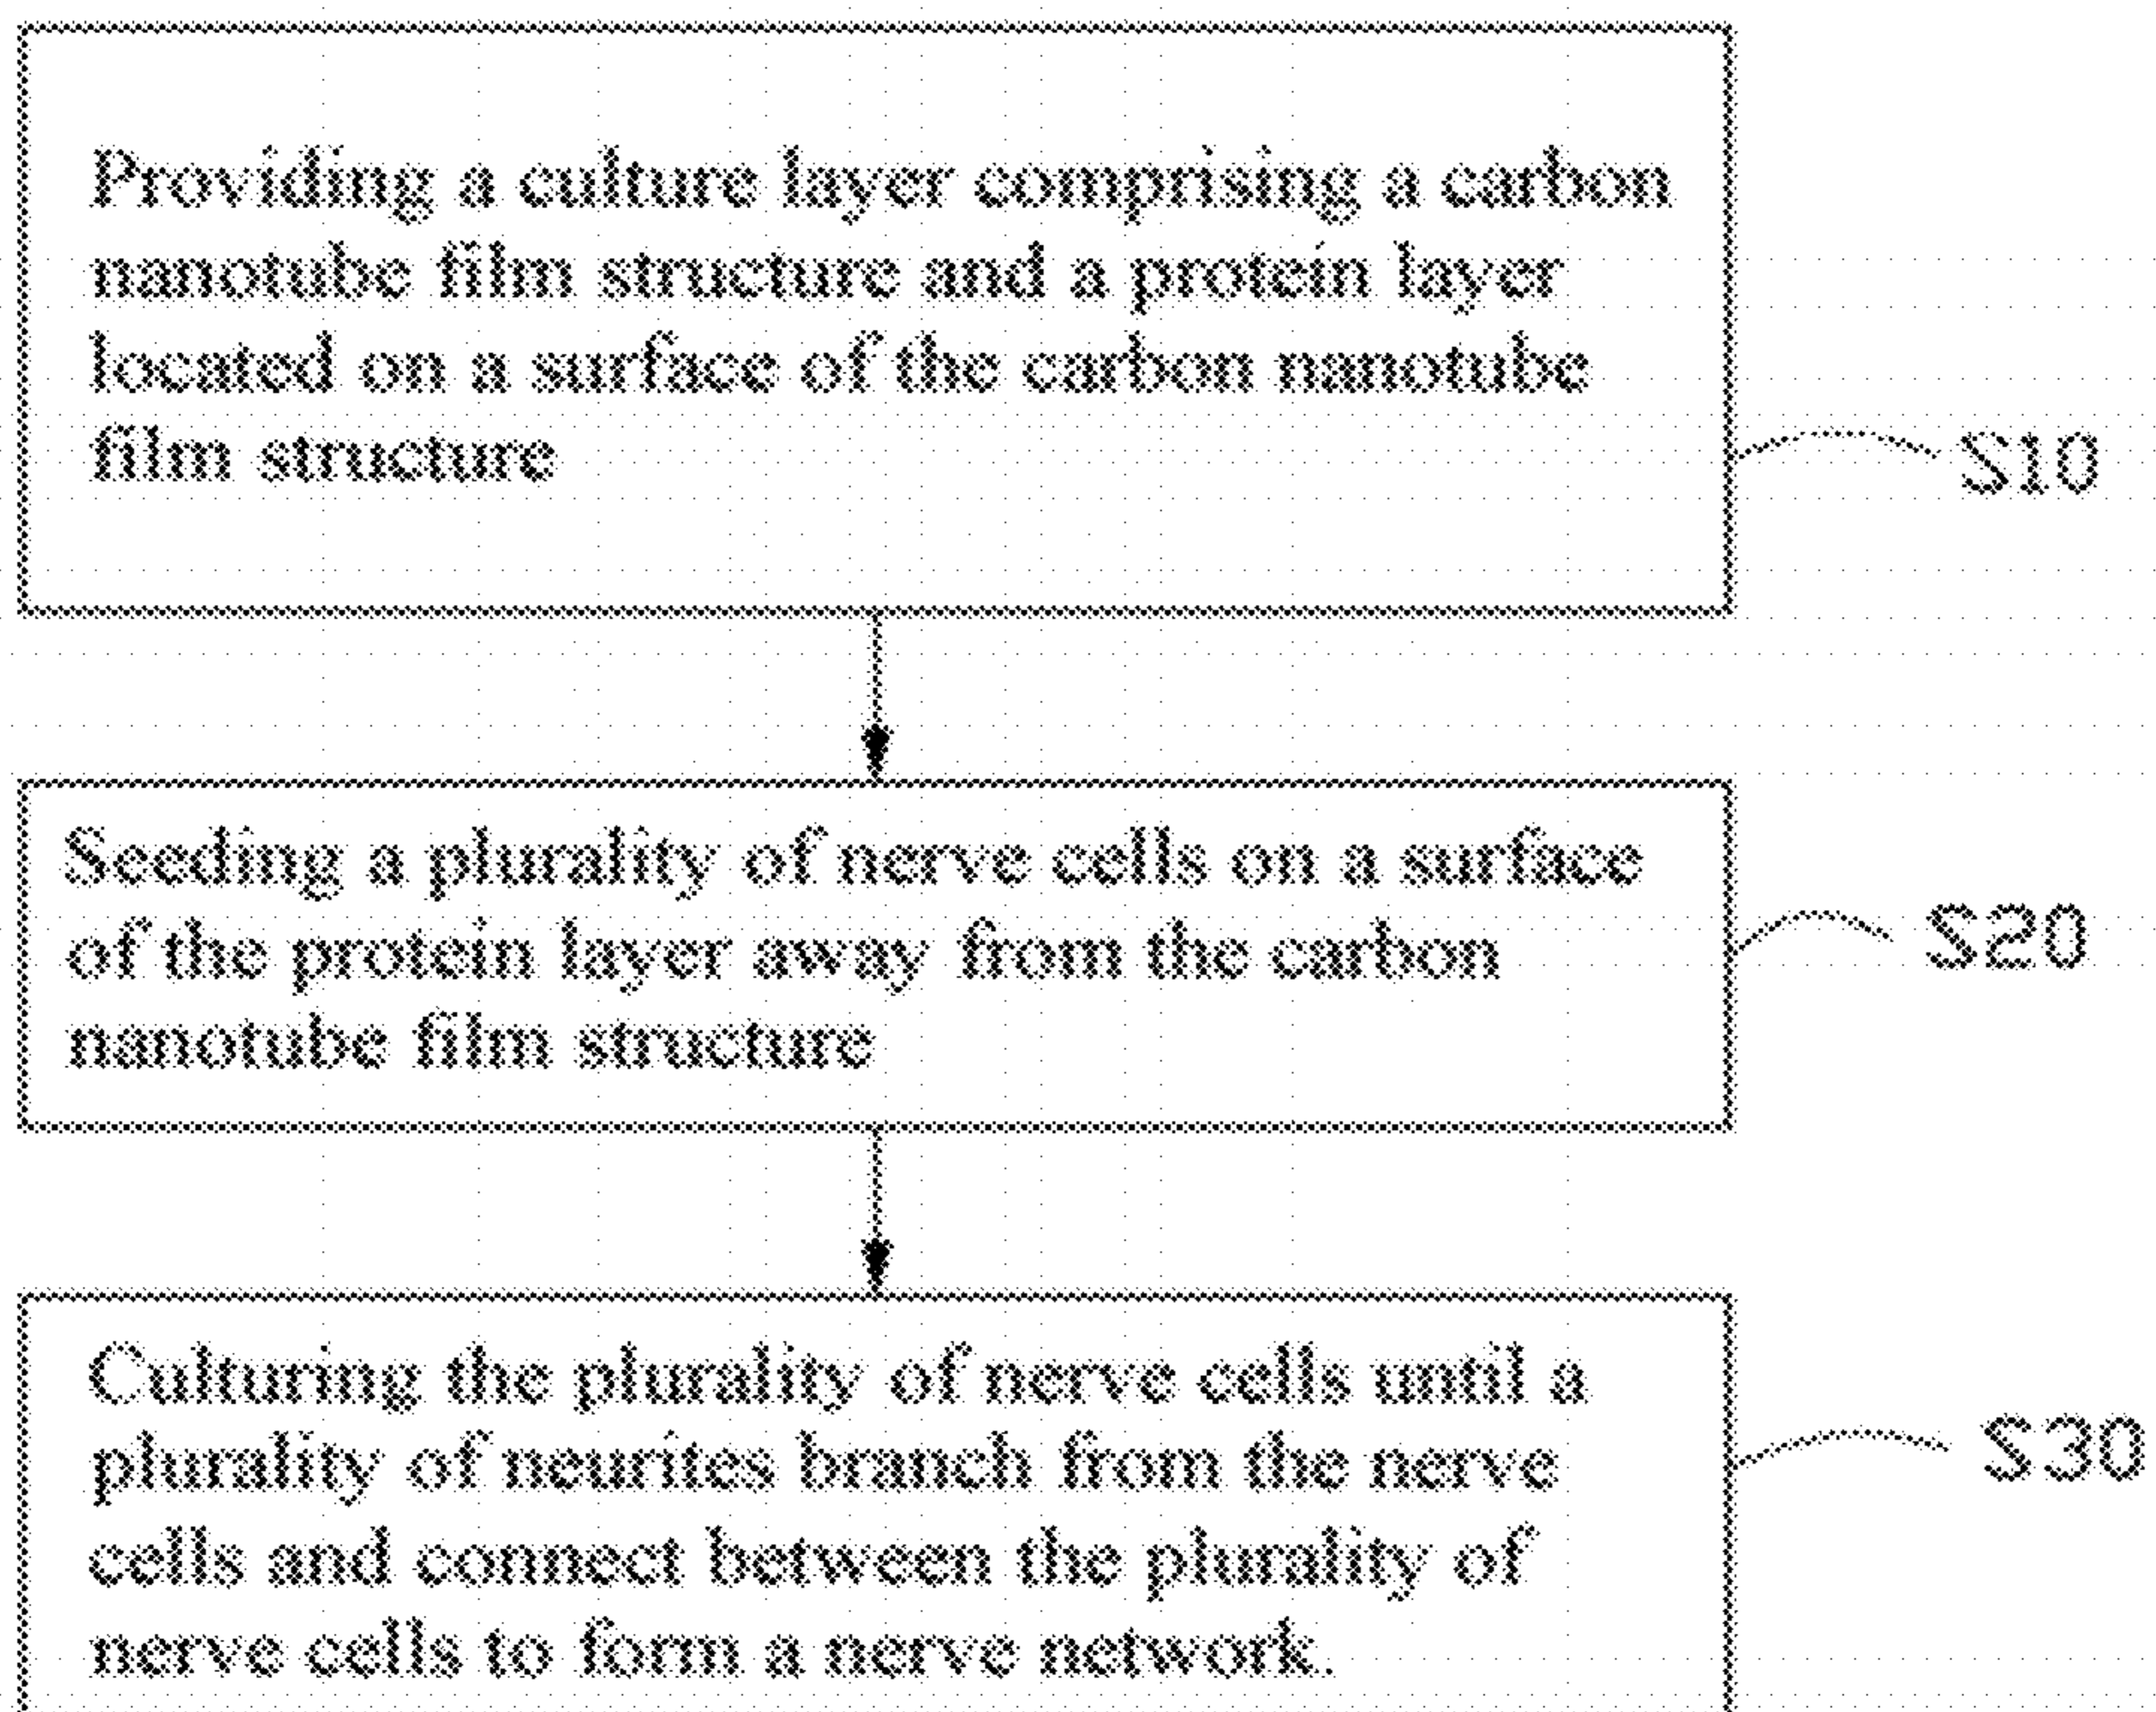 Providing a culture layer comprising a carbon
nanotube film structure and a protein layer
located on a surface of the carbon nanotube
film structure
S10
Seeding a plurality of nerve cells on a surface
of the protein layer away from the carbon
nanotube film structure
S20
Culturing the plurality of nerve cells until a
plurality of neurites branch from the nerve
cells and connect between the plurality of
nerve cells to form a nerve network.
S30